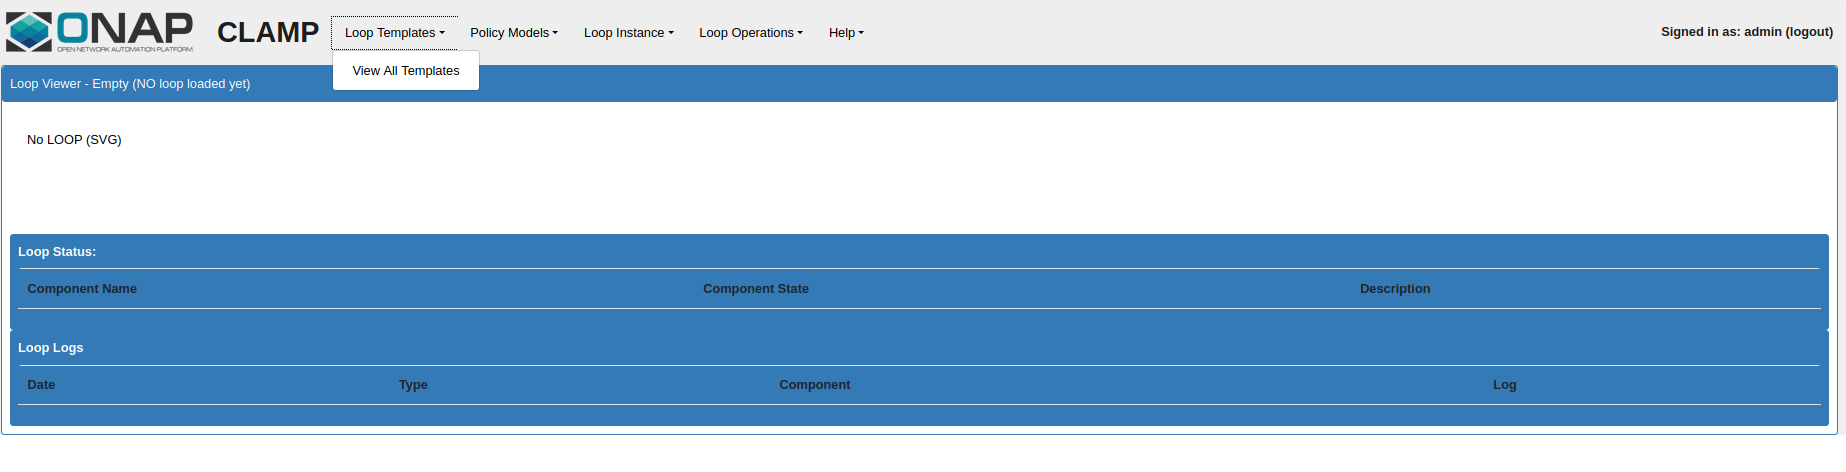 ONAP
OPEN NETWORK AUTOMATION PLATFORM
CLAMP
Loop Templates
Policy Models
Loop Instance
Loop Operations
Help
Signed in as: admin (logout)
View All Templates
Loop Viewer - Empty (NO loop loaded yet)
No LOOP (SVG)
Loop Status:
Component Name Component State Description
Loop Logs
Date Type Component Log